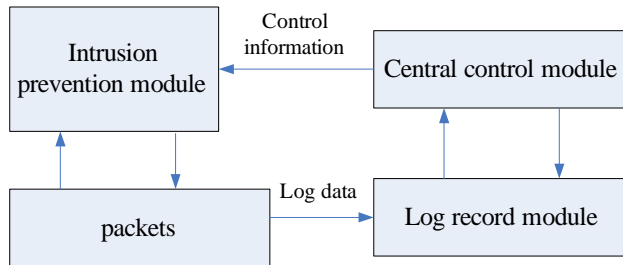 Control
information
Intrusion
prevention module
Central control module
Log data
packets
Log record module